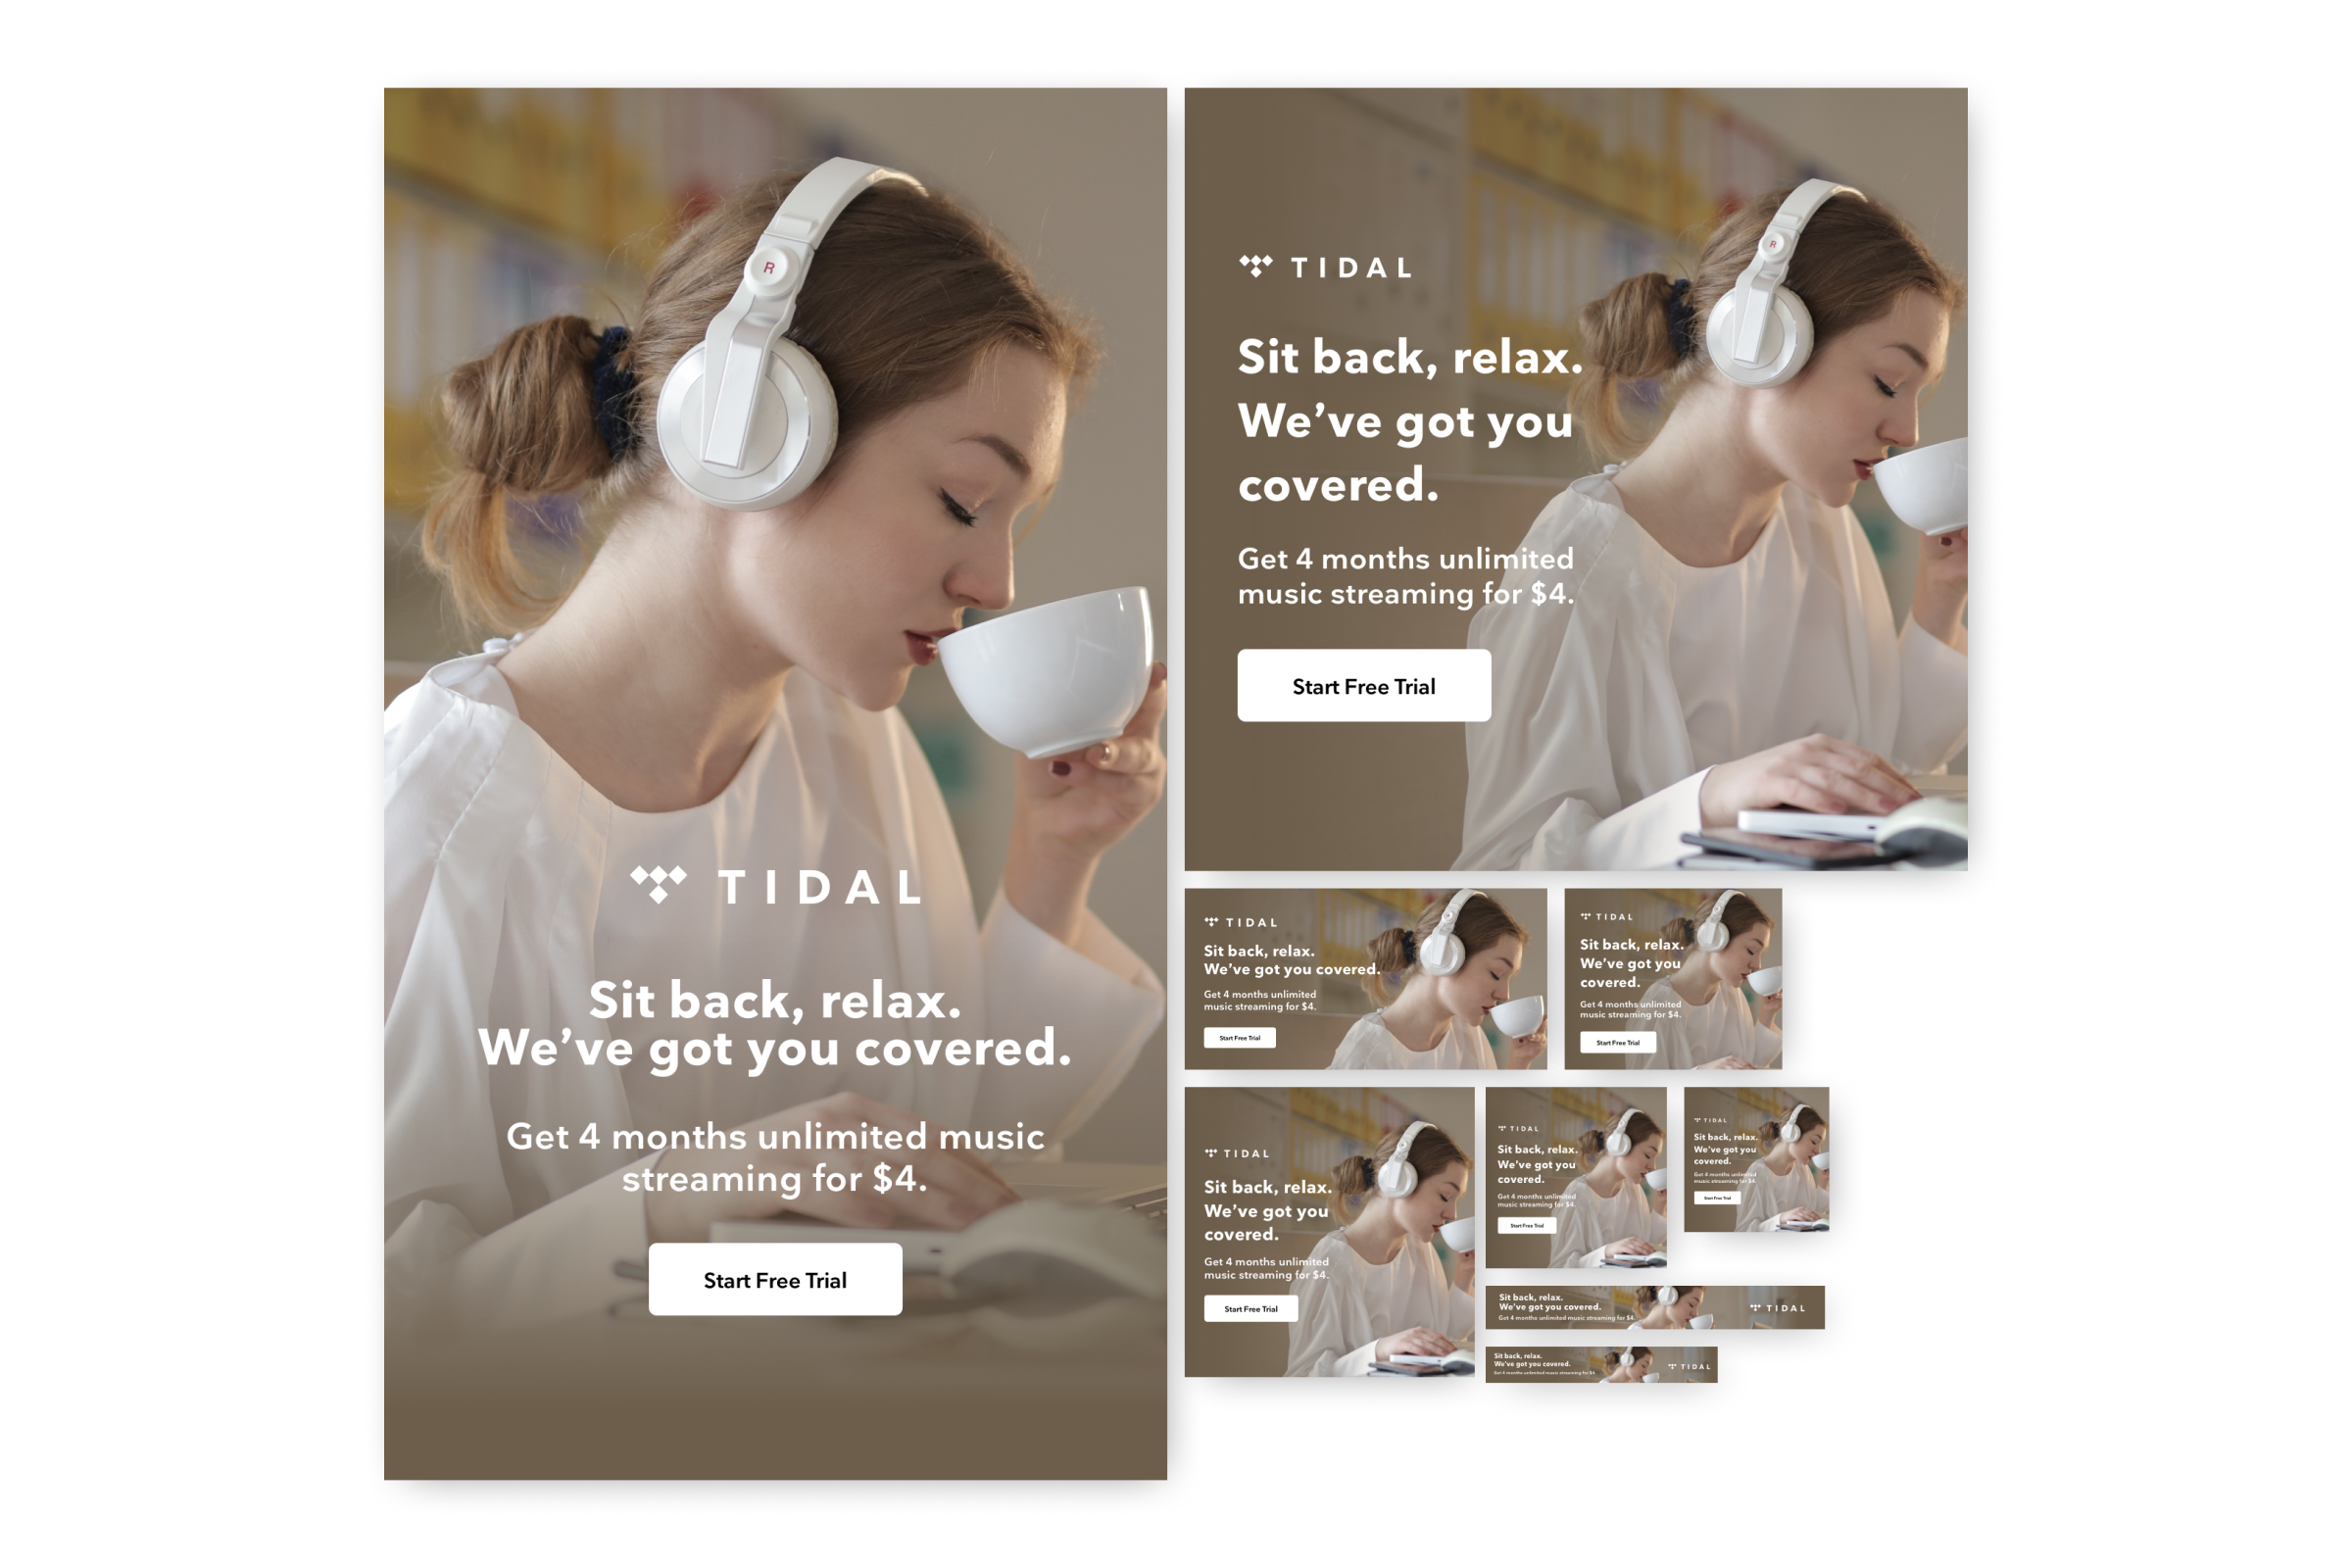 R
TIDAL
Sit back, relax.
We’ve got you covered.
Get 4 months unlimited music
streaming for $4.
Start Free Trial
R
TIDAL
Sit back, relax.
We’ve got you
covered.
Get 4 months unlimited
music streaming for $4.
Start Free Trial
TIDAL
Sit back, relax.
We’ve got you covered.
Get 4 months unlimited
music streaming for $4.
Start Free Trial
TIDAL
Sit back, relax.
We’ve got you
covered.
Get 4 months unlimited
music streaming for $4.
Start Free Trial
TIDAL
Sit back, relax.
We’ve got you
covered.
Get 4 months unlimited
music streaming for $4.
Start Free Trial
TIDAL
Sit back, relax.
We’ve got you
covered.
Get 4 months unlimited
music streaming for $4.
Start Free Trial
TIDAL
Sit back, relax.
We’ve got you
covered.
Get 4 months unlimited
music streaming for $4.
Start Free Trial
Sit back, relax.
We’ve got you covered.
Get 4 months unlimited music streaming for $4.
TIDAL
Sit back, relax.
We’ve got you covered.
Get 4 months unlimited music streaming for $4.
TIDAL